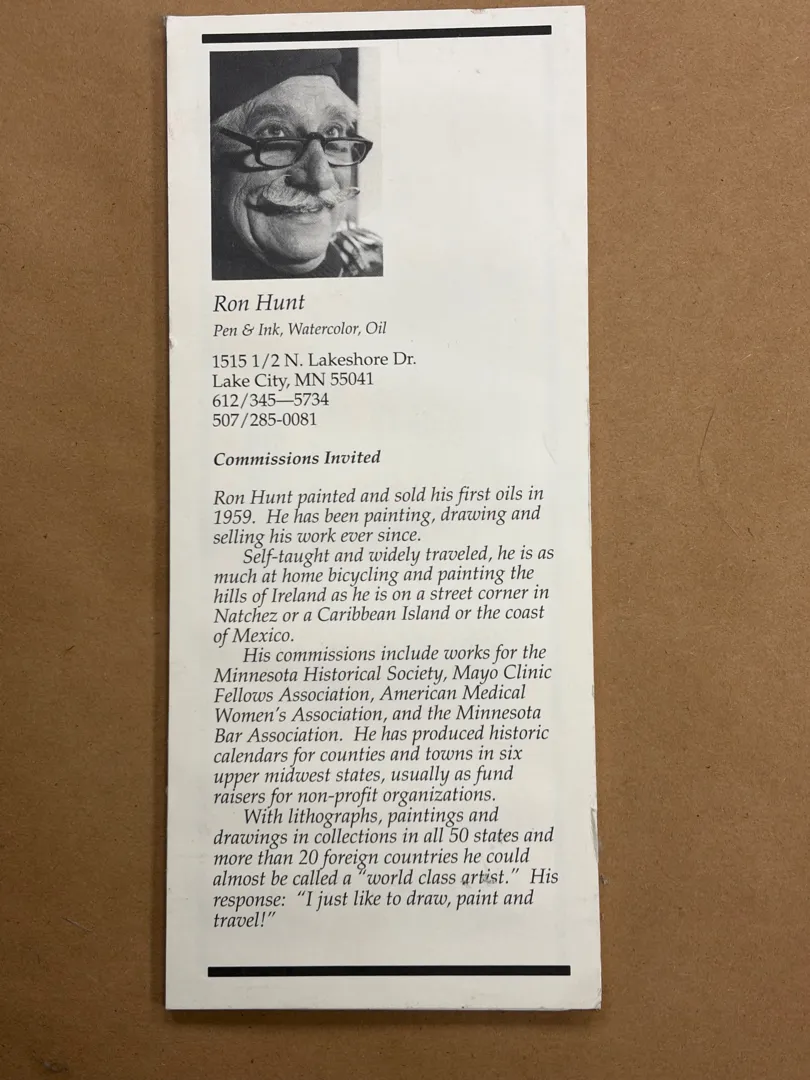 Ron Hunt
Pen & Ink, Watercolor, Oil
1515 1/2 N. Lakeshore Dr.
Lake City, MN 55041
612/345—5734
507/285-0081
Commissions Invited
Ron Hunt painted and sold his first oils in
1959. He has been painting, drawing and
selling his work ever since.
Self-taught and widely traveled, he is as
much at home bicycling and painting the
hills of Ireland as he is on a street corner in
Natchez or a Caribbean Island or the coast
of Mexico.
His commissions include works for the
Minnesota Historical Society, Mayo Clinic
Fellows Association, American Medical
Women's Association, and the Minnesota
Bar Association. He has produced historic
calendars for counties and towns in six
upper midwest states, usually as fund
raisers for non-profit organizations.
With lithographs, paintings and
drawings in collections in all 50 states and
more than 20 foreign countries he could
almost be called a "world class artist." His
response: "I just like to draw, paint and
travel!"